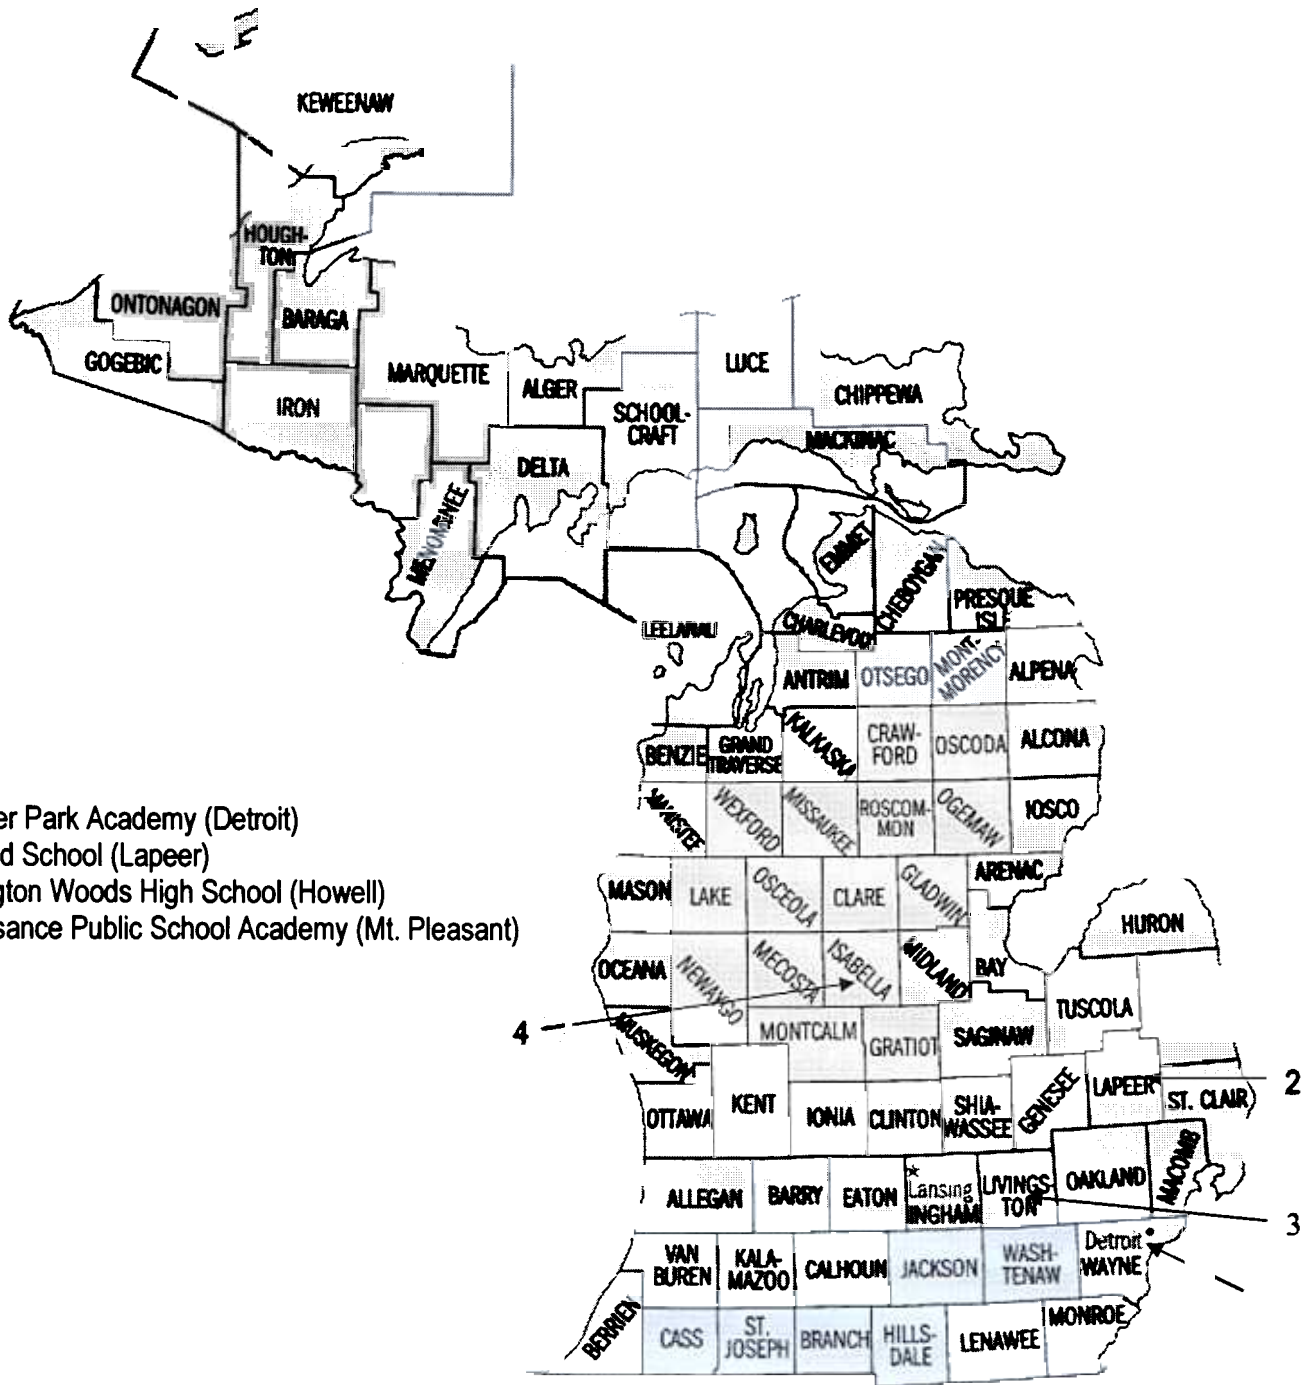 KEWEENAW
HOUGH-
TON
ONTONAGON
BARAGA
GOGEBIC
MARQUETTE
LUCE
ALGER
CHIPPEWA
IRON
SCHOOL-
CRAFT
MACKINAC
DELTA
MENOMINEE
EMMET
CHEBOYGAN
PRESQUE
ISL
LEELANAU
CHARLEVOIX
ANTRIM
OTSEGO
MONT-
MORENCY
ALPENA
BENZIE
GRAND
TRAVERSE
KALKASKA
CRAW-
FORD
OSCODA
ALCONA
MANISTEE
WEXFORD
MISSAUKEE
ROSCOM-
MON
OGEMAW
IOSCO
er Park Academy (Detroit)
d School (Lapeer)
gton Woods High School (Howell)
sance Public School Academy (Mt. Pleasant)
MASON
LAKE
OSCEOLA
CLARE
GLADWIN
ARENAC
HURON
OCEANA
NEWAYGO
MECOSTA
ISABELLA
MIDLAND
BAY
TUSCOLA
4
MUSKEGON
MONTCALM
GRATIOT
SAGINAW
OTTAWA
KENT
IONIA
CLINTON
SHIA-
WASSEE
GENESEE
LAPEER
ST. CLAIR
2
ALLEGAN
BARRY
EATON
Lansing
INGHAM
LIVINGS-
TON
OAKLAND
MACOMB
3
VAN
BUREN
KALA-
MAZOO
CALHOUN
JACKSON
WASH-
TENAW
Detroit
WAYNE
BERRIEN
CASS
ST.
JOSEPH
BRANCH
HILLS-
DALE
LENAWEE
MONROE